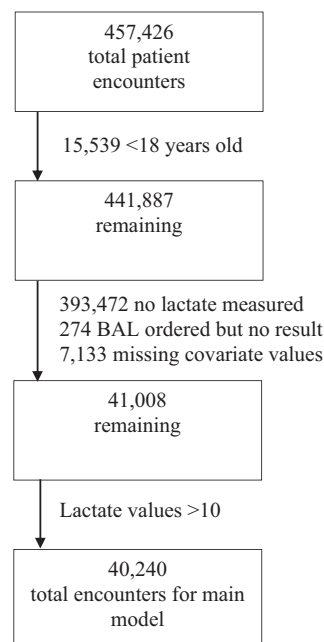 457,426
total patient
encounters
15,539 <18 years old
441,887
remaining
393,472 no lactate measured
274 BAL ordered but no result
7,133 missing covariate values
41,008
remaining
Lactate values >10
40,240
total encounters for main
model